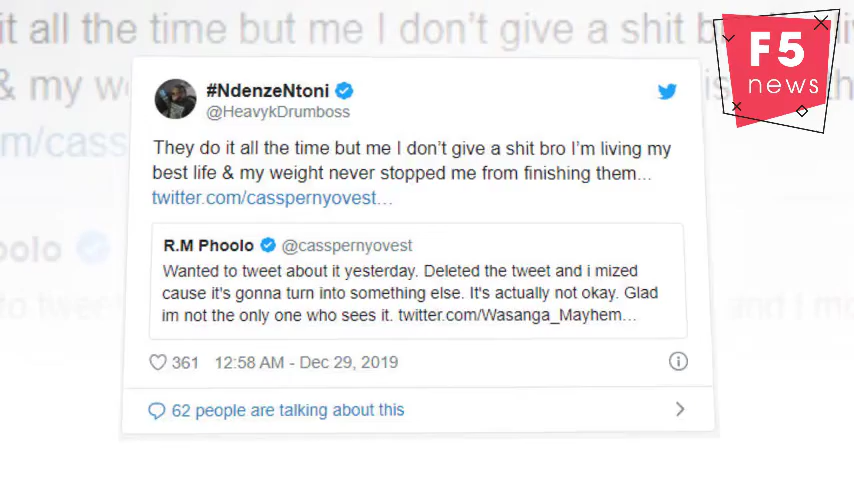 it all the time but me I don't give a shit b
& my we
m/cass
oolo
F5
news
#NdenzeNtoni
@HeavykDrumboss
They do it all the time but me I don't give a shit bro I'm living my
best life & my weight never stopped me from finishing them...
twitter.com/casspernyovest...
R.M Phoolo @casspernyovest
Wanted to tweet about it yesterday. Deleted the tweet and i mized
cause it's gonna turn into something else. It's actually not okay. Glad
im not the only one who sees it. twitter.com/Wasanga_Mayhem...
361 12:58 AM - Dec 29, 2019
62 people are talking about this